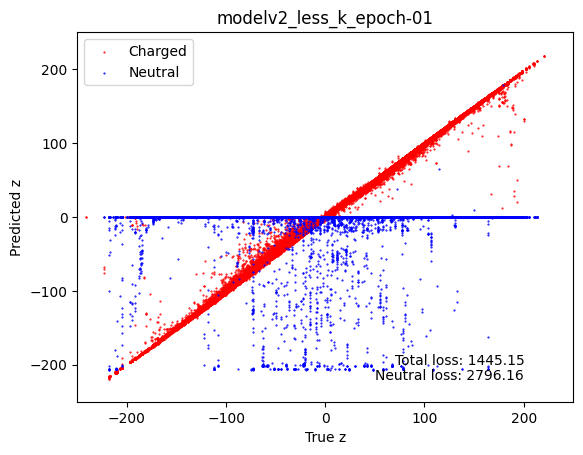 modelv2_less_k_epoch-01
Charged
Neutral
200
100
0
−100
−200
Predicted z
Total loss: 1445.15
Neutral loss: 2796.16
−200
−100
0
100
200
True z